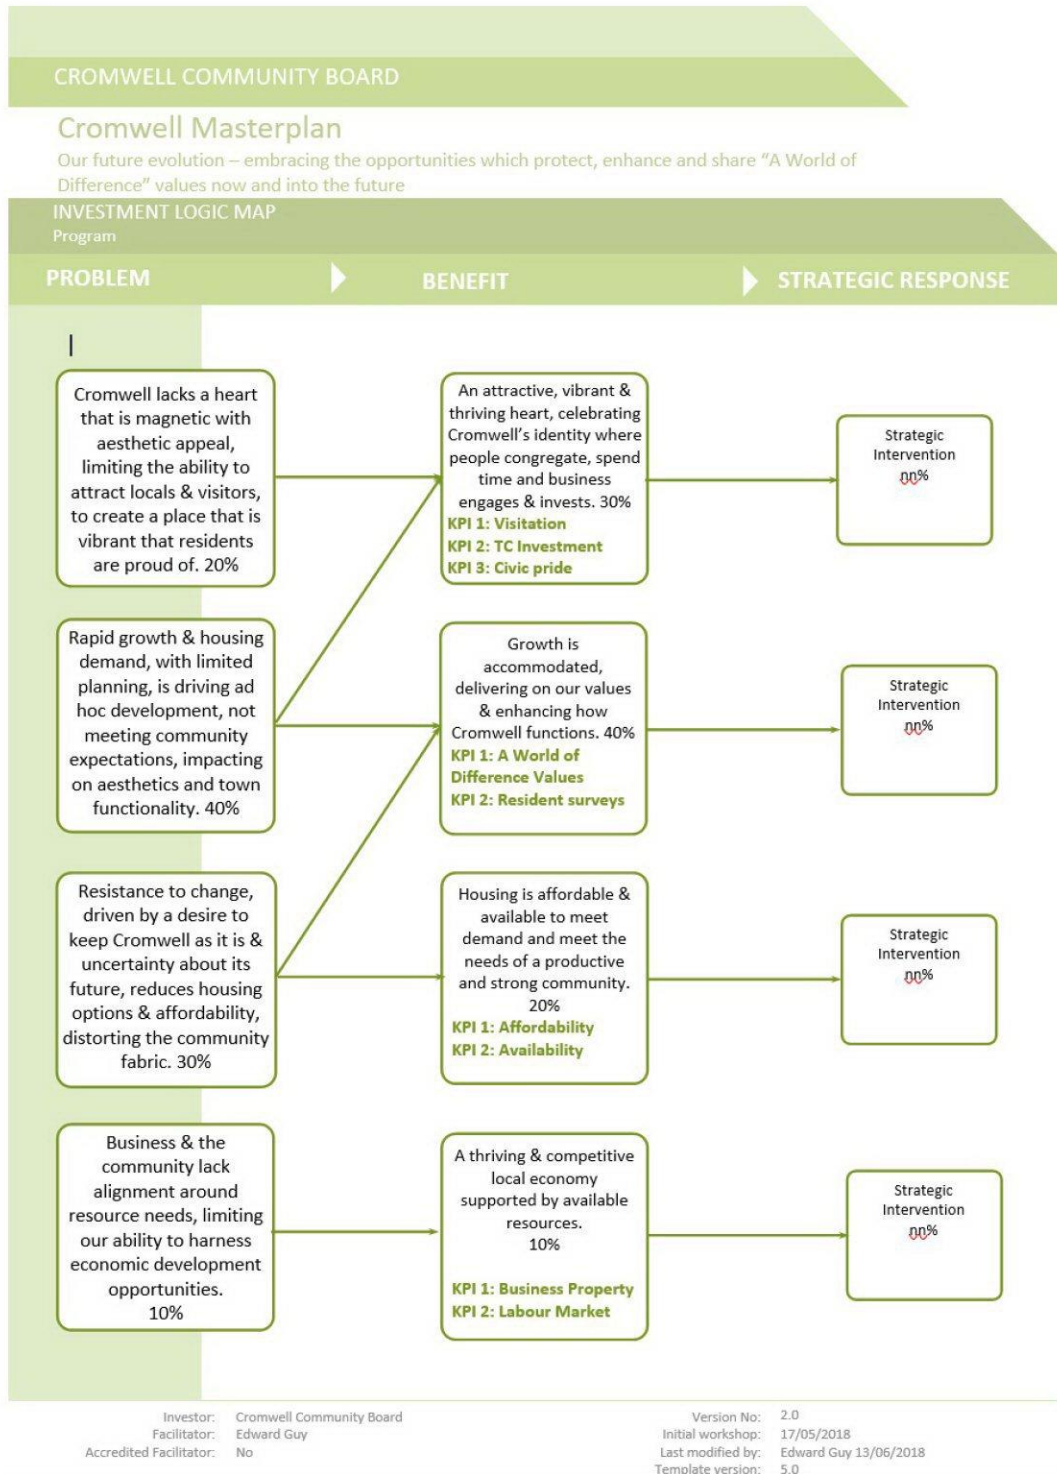 CROMWELL COMMUNITY BOARD
Cromwell Masterplan
Our future evolution – embracing the opportunities which protect, enhance and share “A World of
Difference” values now and into the future
INVESTMENT LOGIC MAP
Program
PROBLEM
BENEFIT
STRATEGIC RESPONSE
Cromwell lacks a heart
that is magnetic with
aesthetic appeal,
limiting the ability to
attract locals & visitors,
to create a place that is
vibrant that residents
are proud of. 20%
An attractive, vibrant &
thriving heart, celebrating
Cromwell’s identity where
people congregate, spend
time and business
engages & invests. 30%
KPI 1: Visitation
KPI 2: TC Investment
KPI 3: Civic pride
Strategic
Intervention
nn%
Rapid growth & housing
demand, with limited
planning, is driving ad
hoc development, not
meeting community
expectations, impacting
on aesthetics and town
functionality. 40%
Growth is
accommodated,
delivering on our values
& enhancing how
Cromwell functions. 40%
KPI 1: A World of
Difference Values
KPI 2: Resident surveys
Strategic
Intervention
nn%
Resistance to change,
driven by a desire to
keep Cromwell as it is &
uncertainty about its
future, reduces housing
options & affordability,
distorting the community
fabric. 30%
Housing is affordable &
available to meet
demand and meet the
needs of a productive
and strong community.
20%
KPI 1: Affordability
KPI 2: Availability
Strategic
Intervention
nn%
Business & the
community lack
alignment around
resource needs, limiting
our ability to harness
economic development
opportunities.
10%
A thriving & competitive
local economy
supported by available
resources.
10%
KPI 1: Business Property
KPI 2: Labour Market
Strategic
Intervention
nn%
Investor: Cromwell Community Board
Facilitator: Edward Guy
Accredited Facilitator: No
Version No: 2.0
Initial workshop: 17/05/2018
Last modified by: Edward Guy 13/06/2018
Template version: 5.0